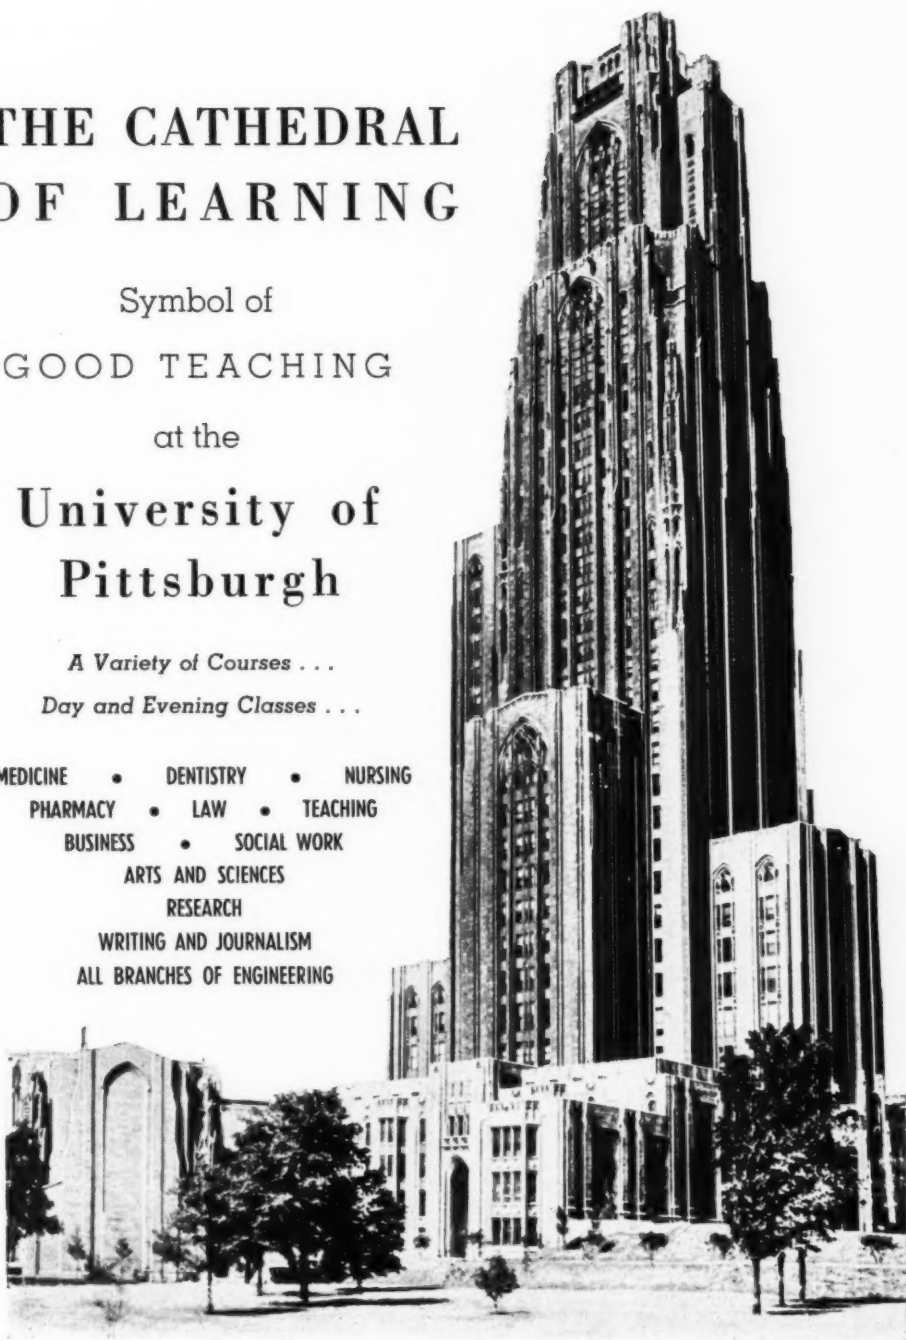 THE CATHEDRAL
OF LEARNING
Symbol of
GOOD TEACHING
at the
University of
Pittsburgh
A Variety of Courses . . .
Day and Evening Classes . . .
MEDICINE • DENTISTRY • NURSING
PHARMACY • LAW • TEACHING
BUSINESS • SOCIAL WORK
ARTS AND SCIENCES
RESEARCH
WRITING AND JOURNALISM
ALL BRANCHES OF ENGINEERING